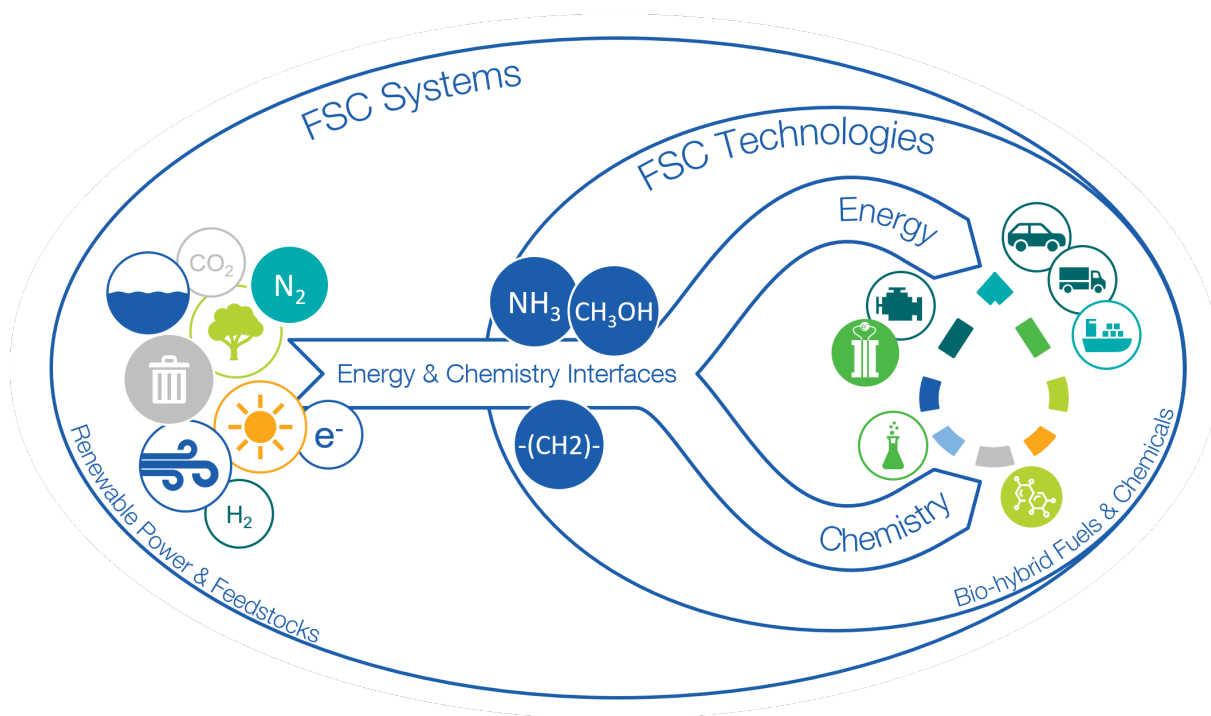 FSC Systems
FSC Technologies
Energy
CO₂
N₂
NH₃
CH₃OH
Energy & Chemistry Interfaces
e⁻
-(CH2)-
H₂
Chemistry
Renewable Power & Feedstocks
Bio-hybrid Fuels & Chemicals